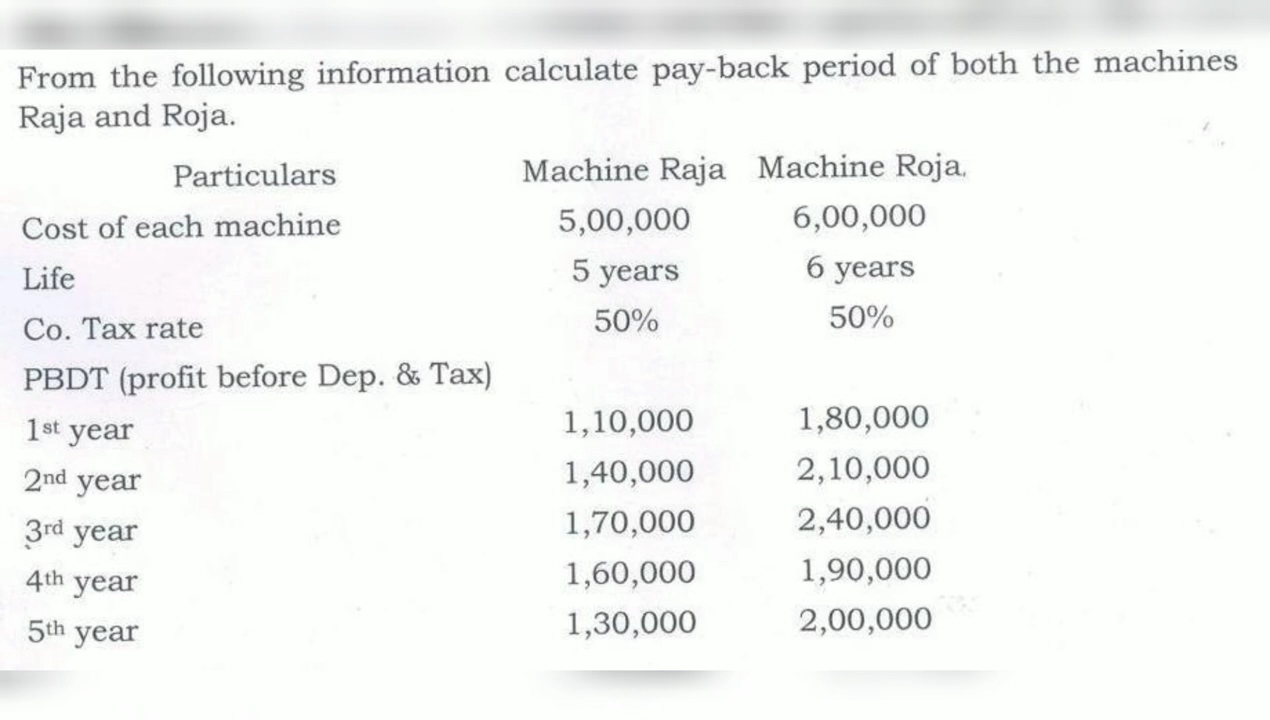 From the following information calculate pay-back period of both the machines
Raja and Roja.
Particulars Machine Raja Machine Roja.
Cost of each machine 5,00,000 6,00,000
Life 5 years 6 years
Co. Tax rate 50% 50%
PBDT (profit before Dep. & Tax)
1st year 1,10,000 1,80,000
2nd year 1,40,000 2,10,000
3rd year 1,70,000 2,40,000
4th year 1,60,000 1,90,000
5th year 1,30,000 2,00,000